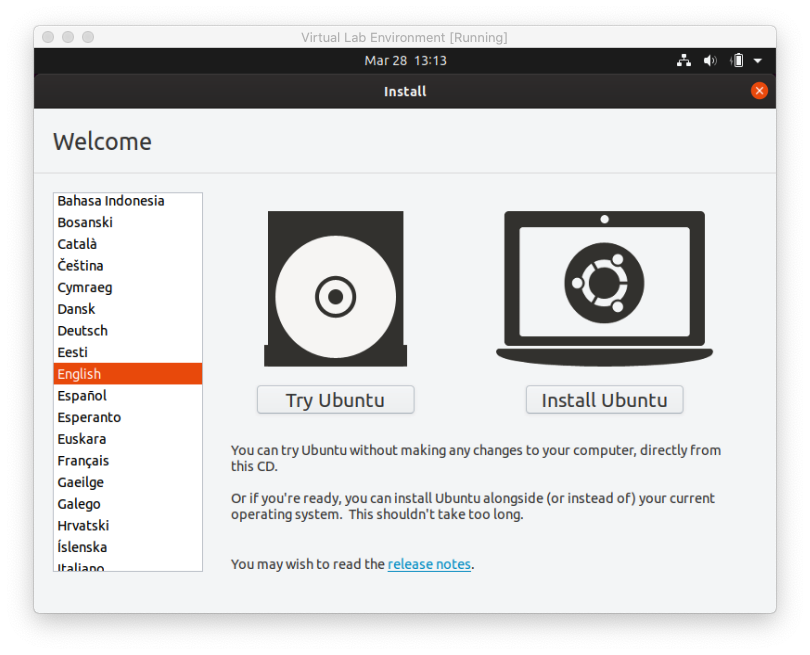 Virtual Lab Environment [Running]
Mar 28 13:13
Install
Welcome
Bahasa Indonesia
Bosanski
Català
Čeština
Cymraeg
Dansk
Deutsch
Eesti
English
Español
Esperanto
Euskara
Français
Gaeilge
Galego
Hrvatski
Íslenska
Italiano
Try Ubuntu
Install Ubuntu
You can try Ubuntu without making any changes to your computer, directly from
this CD.
Or if you're ready, you can install Ubuntu alongside (or instead of) your current
operating system. This shouldn't take too long.
You may wish to read the release notes.